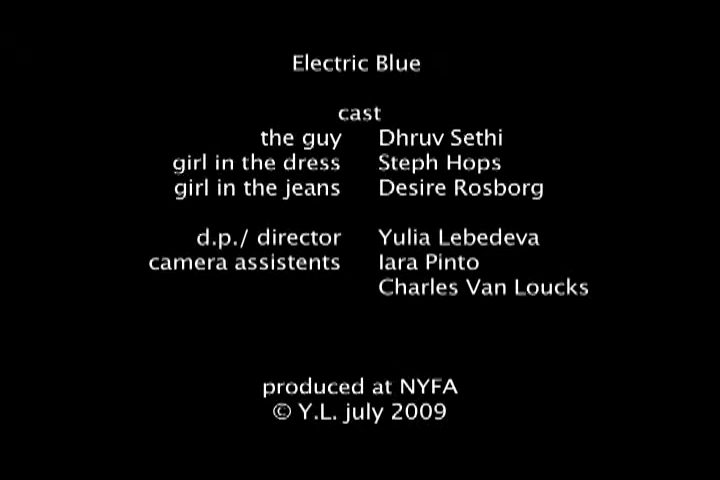 Electric Blue
cast
the guy Dhruv Sethi
girl in the dress Steph Hops
girl in the jeans Desire Rosborg
d.p./ director Yulia Lebedeva
camera assistents Iara Pinto
Charles Van Loucks
produced at NYFA
© Y.L. july 2009